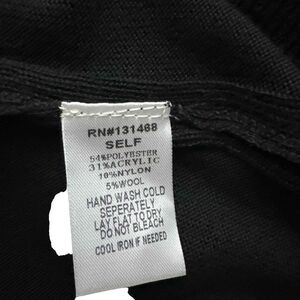 RN#131468
SELF
54%POLYBSTER
31%ACRYLIC
10%NYLON
5%WOOL
HAND WASH COLD
SEPERATELY
LAY FLAT TO DRY
DO NOT BLEACH
COOL IRON IF NEEDED